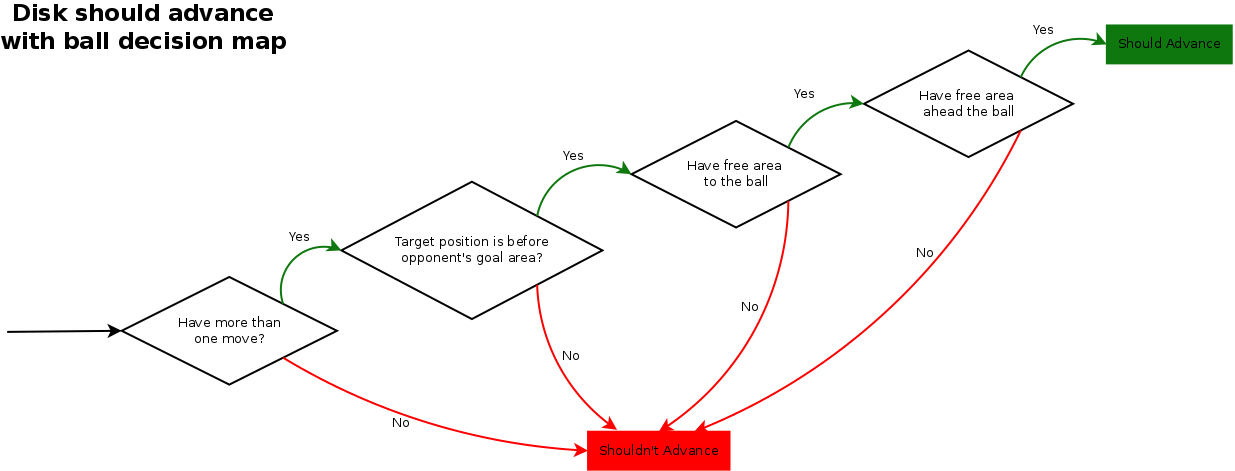 Disk should advance
with ball decision map
Have more than
one move?
Yes
No
Target position is before
opponent's goal area?
Yes
No
Have free area
to the ball
Yes
No
Have free area
ahead the ball
Yes
No
Should Advance
Shouldn't Advance